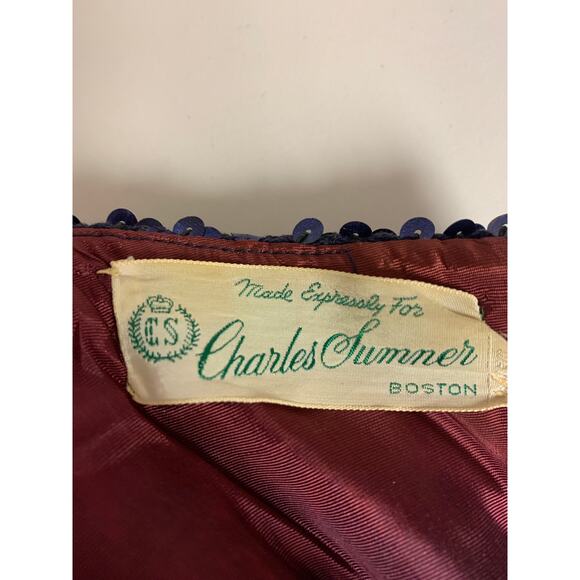 Made Expressly For
CS
Charles Sumner
BOSTON